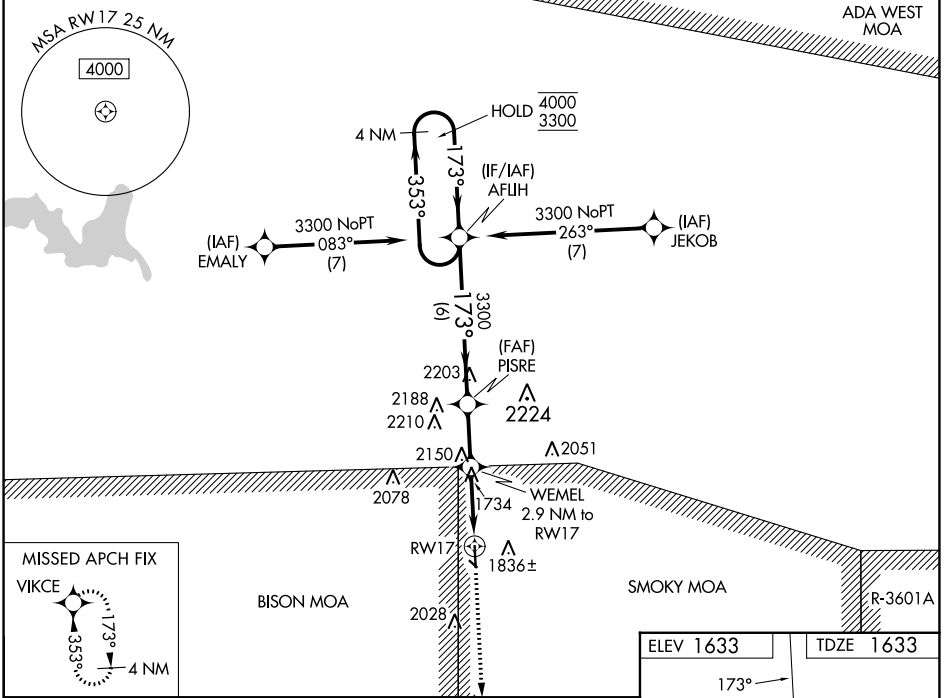 MSA RW17 25 NM
4000
ADA WEST
MOA
HOLD 4000
3300
4 NM
173°
353°
(IF/IAF)
AFLIH
3300 NoPT
083°
(7)
(IAF)
EMALY
3300 NoPT
263°
(7)
(IAF)
JEKOB
3300
173°
(6)
(FAF)
PISRE
2203
2188
2210
2224
2150
2051
2078
1734
WEMEL
2.9 NM to
RW17
RW17
1836±
MISSED APCH FIX
VIKCE
173°
353°
4 NM
BISON MOA
SMOKY MOA
R-3601A
2028
ELEV 1633
TDZE 1633
173°